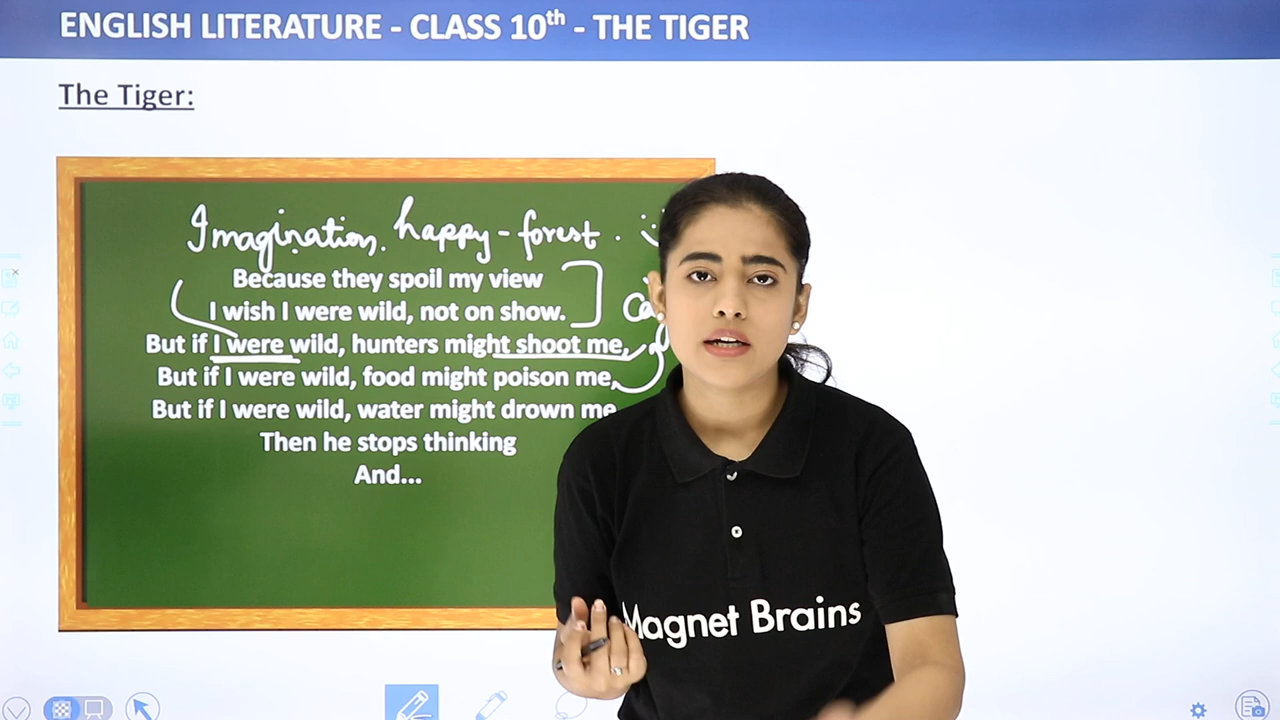 ENGLISH LITERATURE - CLASS 10th - THE TIGER
The Tiger:
Imagination. happy - forest.
Because they spoil my view
I wish I were wild, not on show.
But if I were wild, hunters might shoot me,
But if I were wild, food might poison me,
But if I were wild, water might drown me
Then he stops thinking
And...
Magnet Brains